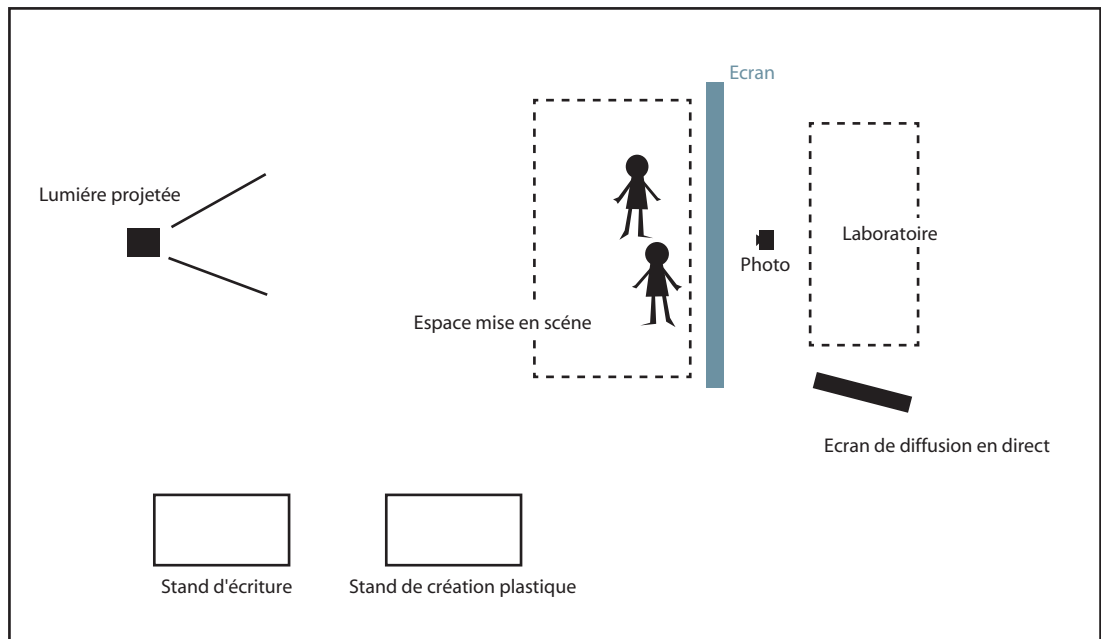 Ecran
Lumiére projetée
Laboratoire
Photo
Espace mise en scéne
Ecran de diffusion en direct
Stand d'écriture
Stand de création plastique